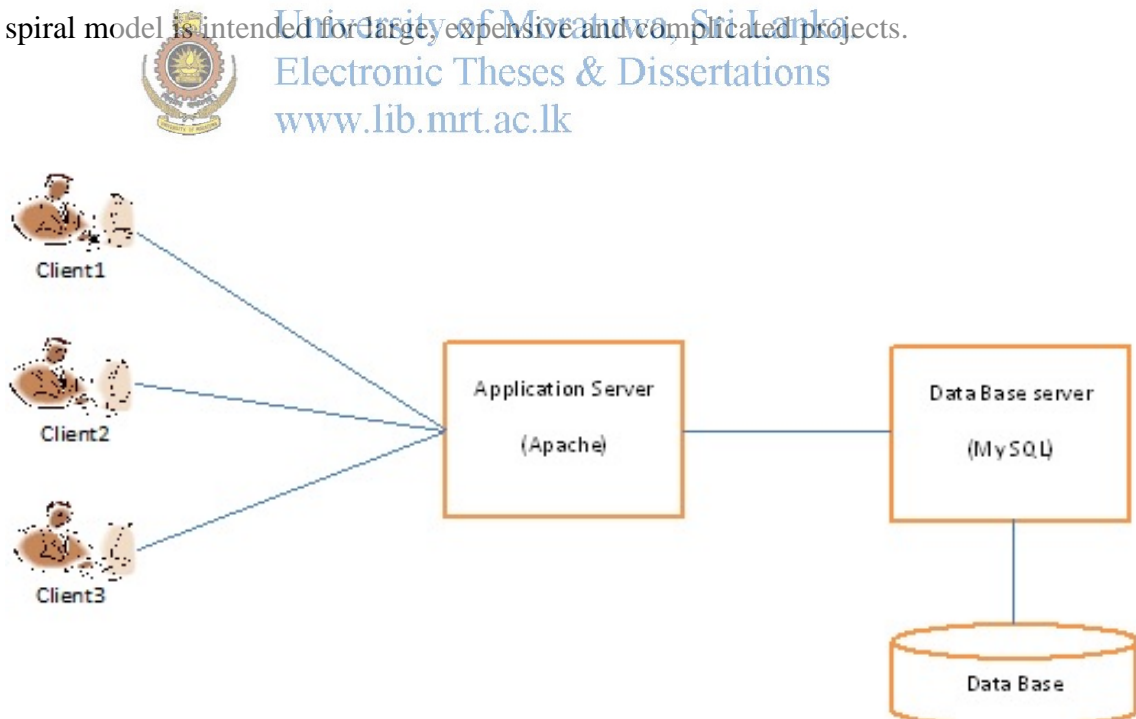 spiral model is intended for large, expensive and complicated projects.
University of Moratuwa, Sri Lanka.
Electronic Theses & Dissertations
www.lib.mrt.ac.lk
Client1
Application Server
(Apache)
Data Base server
(MySQL)
Client2
Client3
Data Base